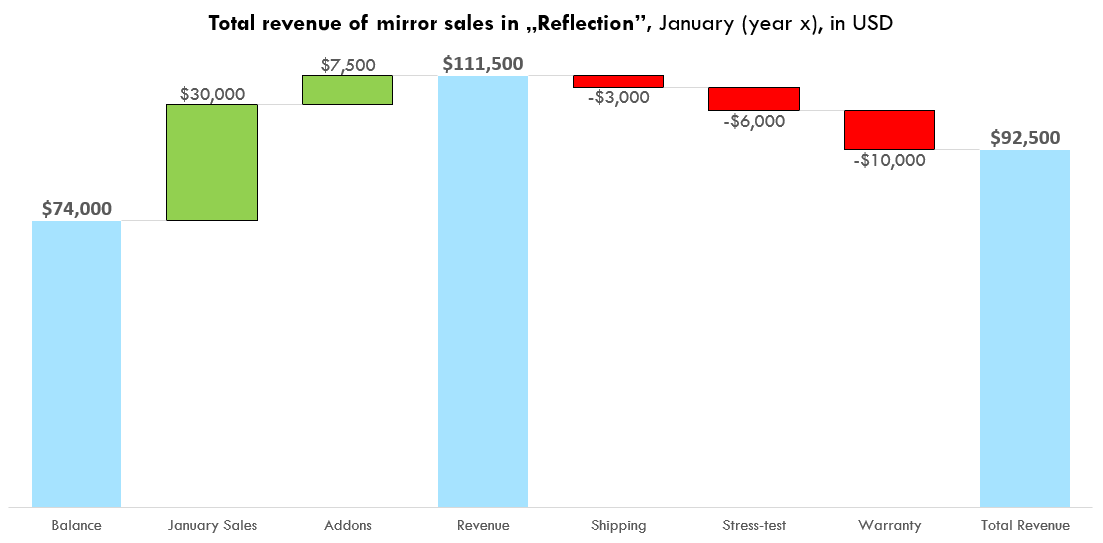 Total revenue of mirror sales in „Reflection”, January (year x), in USD
$74,000
$30,000
$7,500
$111,500
-$3,000
-$6,000
-$10,000
$92,500
Balance
January Sales
Addons
Revenue
Shipping
Stress-test
Warranty
Total Revenue